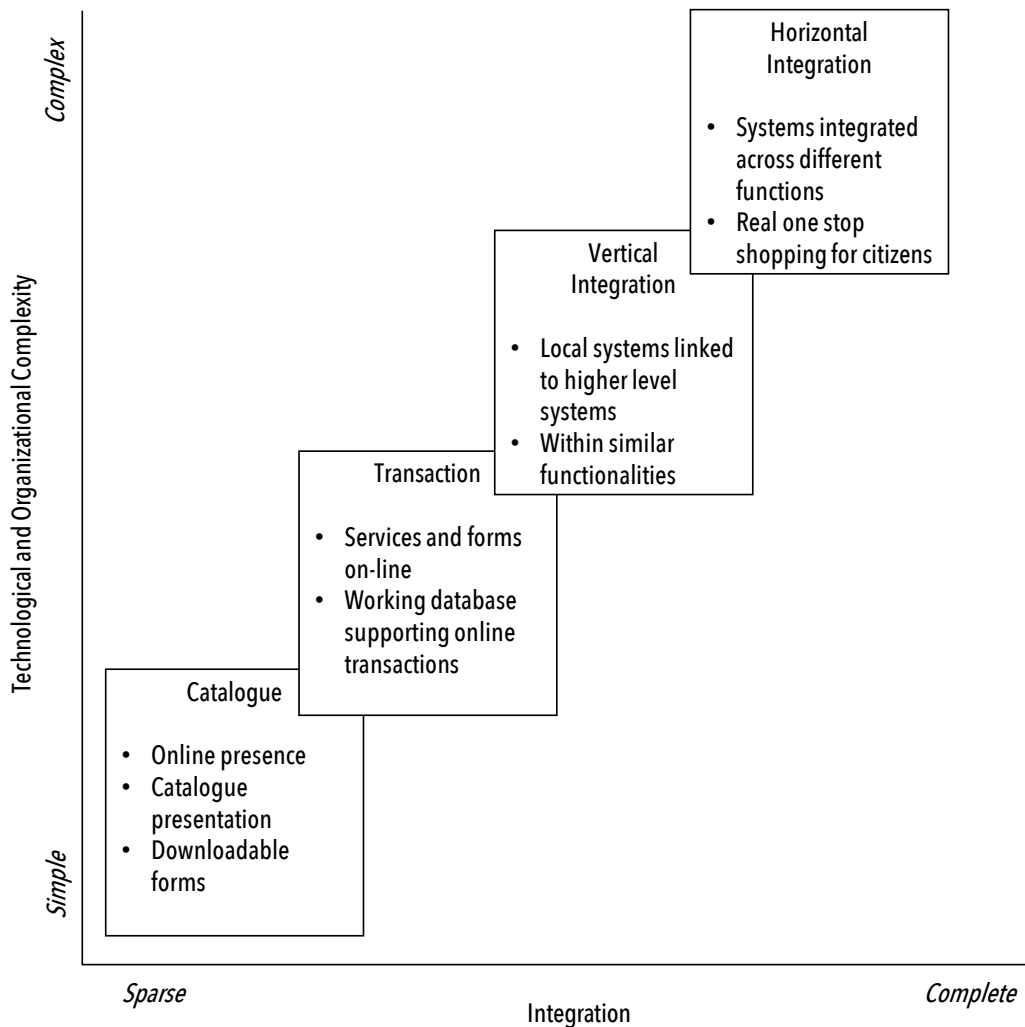 Technological and Organizational Complexity
Complex
Simple
Horizontal
Integration
• Systems integrated
across different
functions
• Real one stop
shopping for citizens
Vertical
Integration
• Local systems linked
to higher level
systems
• Within similar
functionalities
Transaction
• Services and forms
on-line
• Working database
supporting online
transactions
Catalogue
• Online presence
• Catalogue
presentation
• Downloadable
forms
Sparse
Complete
Integration